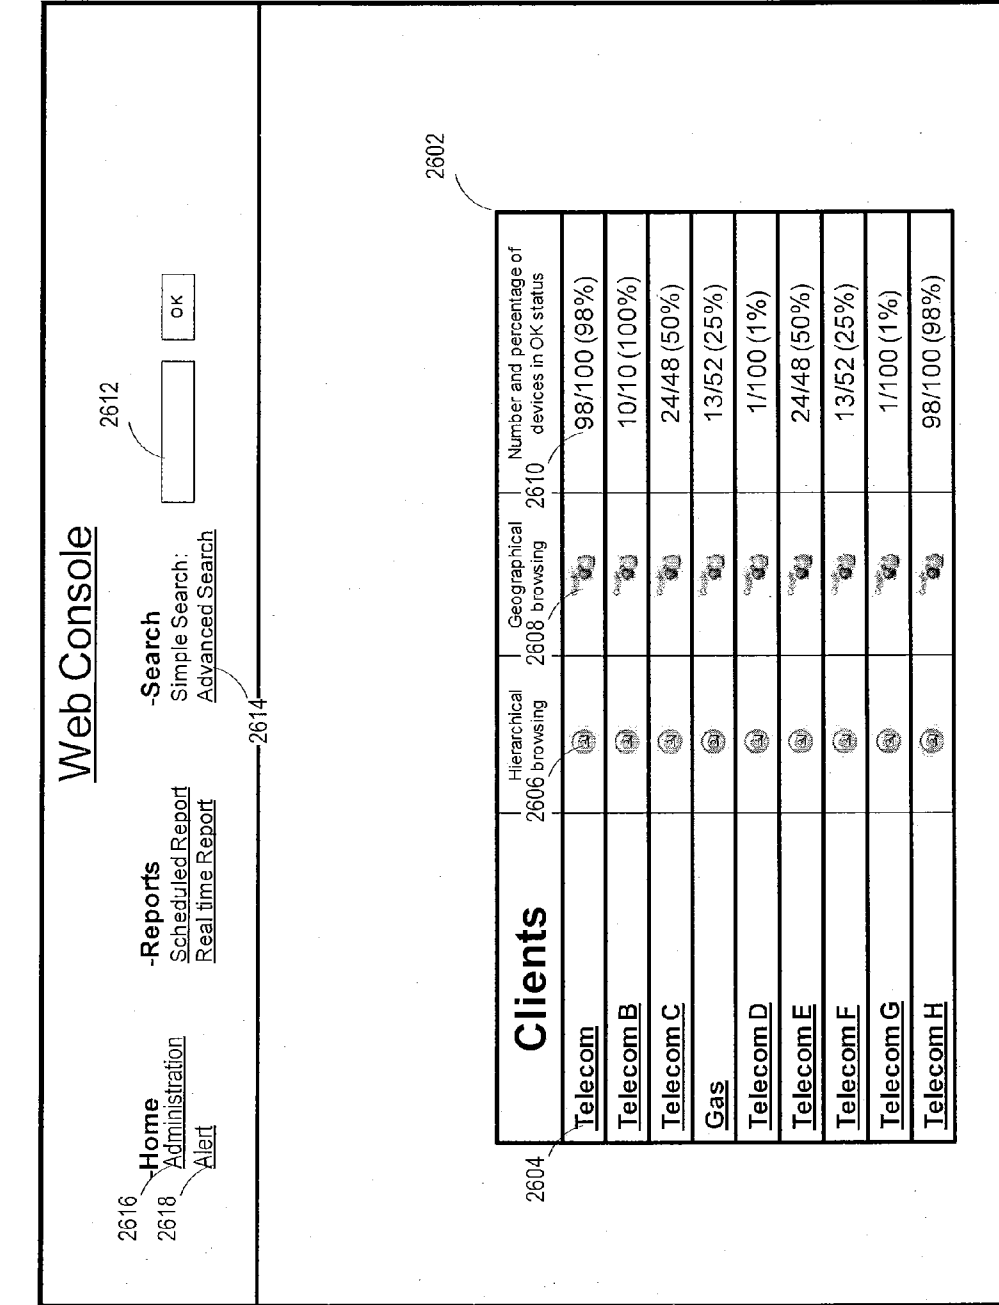 Web Console
-Home
Administration
Alert
2616
2618
-Reports
Scheduled Report
Real time Report
-Search
Simple Search:
Advanced Search
OK
2612
2614
2602
Clients
Hierarchical
browsing
2606
Geographical
browsing
2608
Number and percentage of
devices in OK status
2610
2604
Telecom 98/100 (98%)
Telecom B 10/10 (100%)
Telecom C 24/48 (50%)
Gas 13/52 (25%)
Telecom D 1/100 (1%)
Telecom E 24/48 (50%)
Telecom F 13/52 (25%)
Telecom G 1/100 (1%)
Telecom H 98/100 (98%)